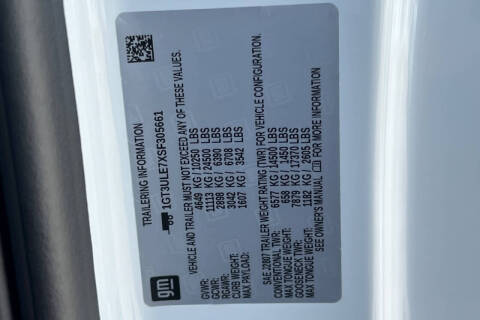 gm
TRAILERING INFORMATION
1GT3ULE7XSF305661
VEHICLE AND TRAILER MUST NOT EXCEED ANY OF THESE VALUES.
GVWR: 4649 KG / 10250 LBS
GCWR: 11113 KG / 24500 LBS
RGAWR: 2898 KG / 6390 LBS
CURB WEIGHT: 3042 KG / 6708 LBS
MAX PAYLOAD: 1607 KG / 3542 LBS
SAE J2807 TRAILER WEIGHT RATING (TWR) FOR VEHICLE CONFIGURATION.
CONVENTIONAL TWR: 6577 KG / 14500 LBS
MAX TONGUE WEIGHT: 658 KG / 1450 LBS
GOOSENECK TWR: 7879 KG / 17370 LBS
MAX TONGUE WEIGHT: 1182 KG / 2605 LBS
SEE OWNER'S MANUAL FOR MORE INFORMATION.